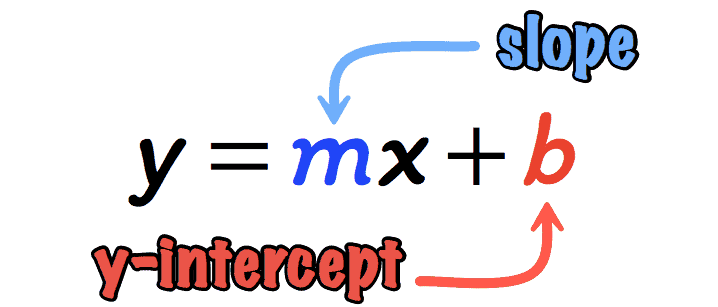 slope
y = mx + b
y-intercept